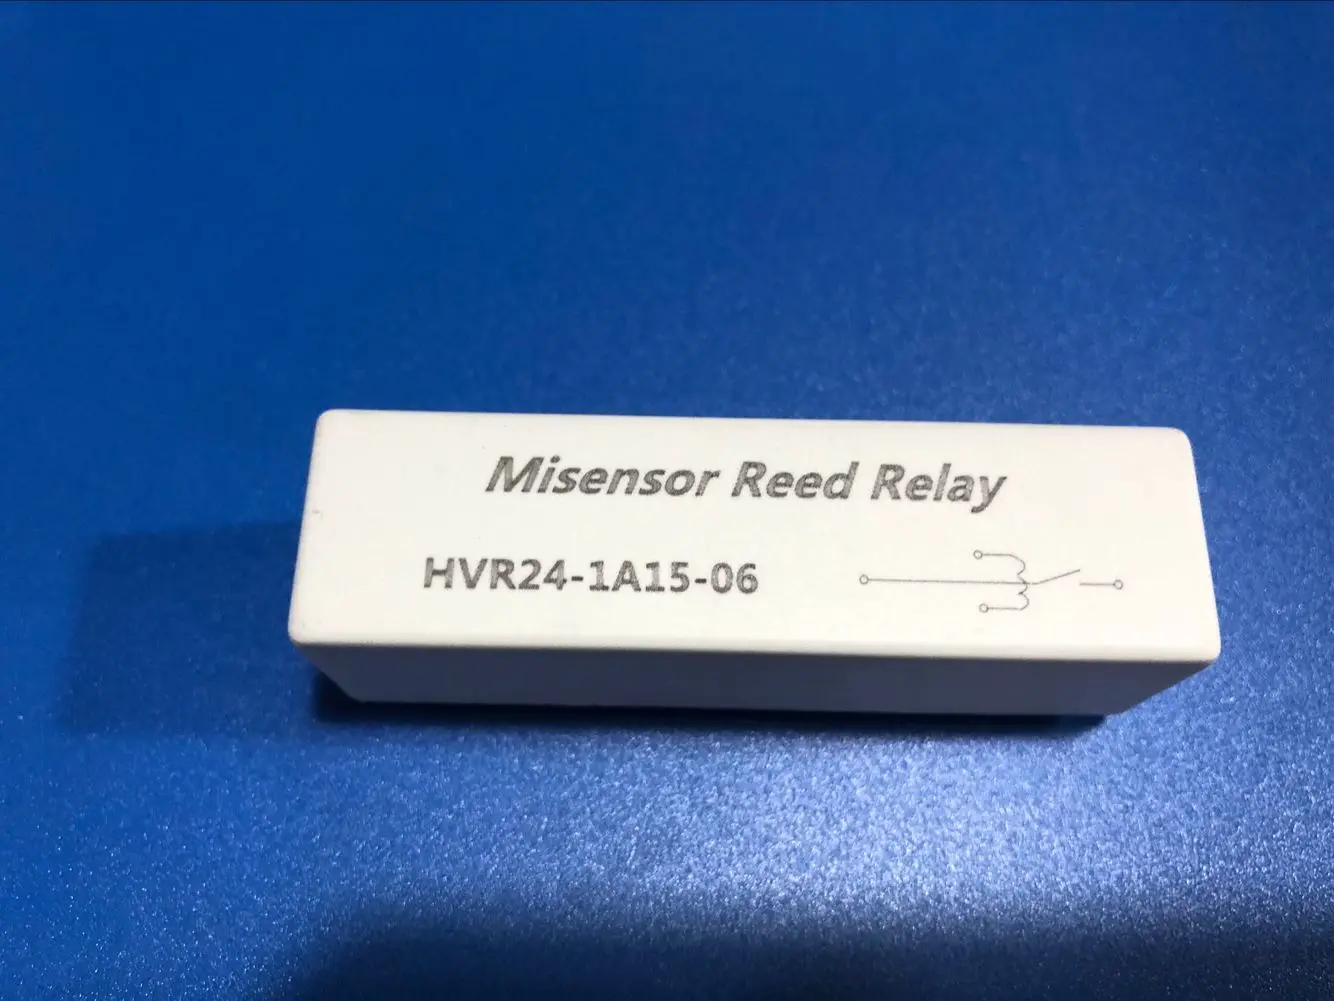 Misensor Reed Relay
HVR24-1A15-06